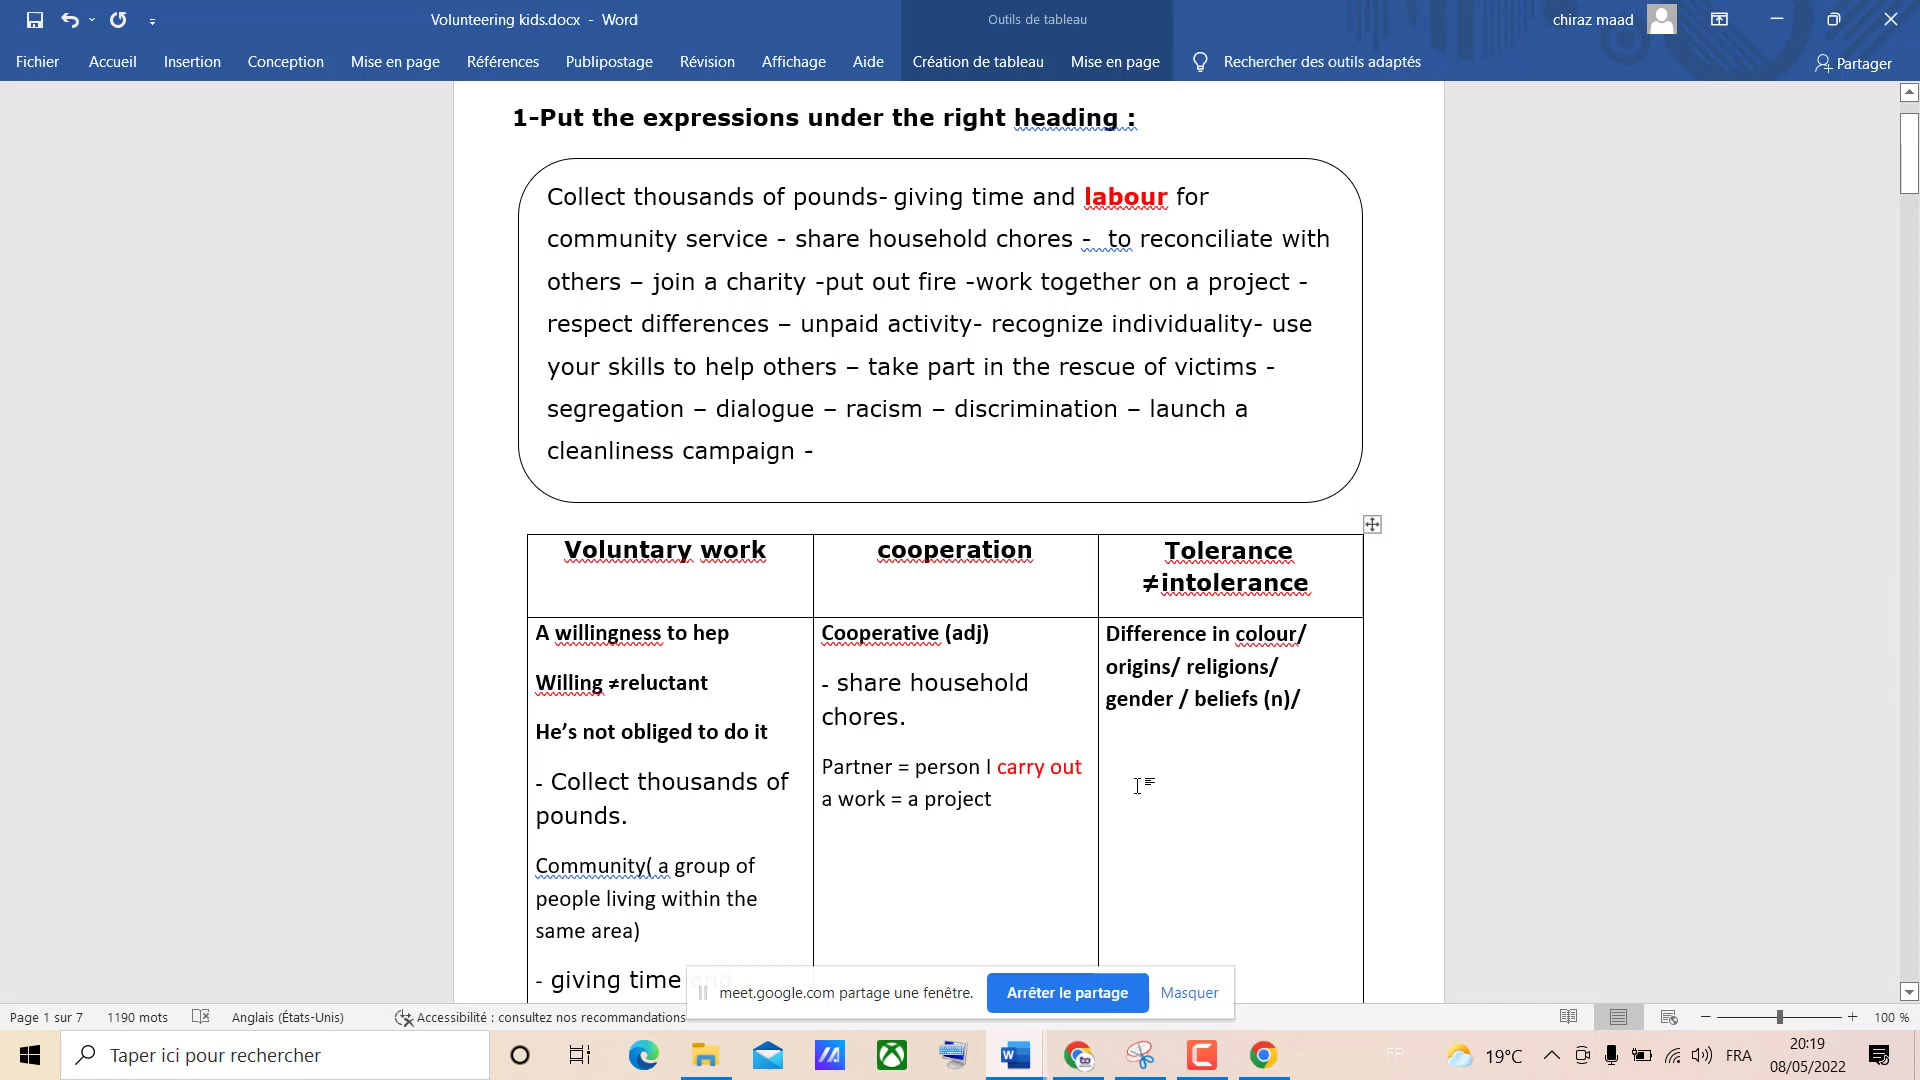 Volunteering kids.docx - Word
Outils de tableau
chiraz maad
Fichier Accueil Insertion Conception Mise en page Références Publipostage Révision Affichage Aide Création de tableau Mise en page Rechercher des outils adaptés Partager
1-Put the expressions under the right heading :
Collect thousands of pounds- giving time and labour for
community service - share household chores - to reconciliate with
others – join a charity -put out fire -work together on a project -
respect differences – unpaid activity- recognize individuality- use
your skills to help others – take part in the rescue of victims -
segregation – dialogue – racism – discrimination – launch a
cleanliness campaign -
Voluntary work
cooperation
Tolerance
≠intolerance
A willingness to hep
Willing ≠reluctant
He's not obliged to do it
- Collect thousands of
pounds.
Community( a group of
people living within the
same area)
- giving time and
Cooperative (adj)
- share household
chores.
Partner = person I carry out
a work = a project
Difference in colour/
origins/ religions/
gender / beliefs (n)/
meet.google.com partage une fenêtre. Arrêter le partage Masquer
Page 1 sur 7 1190 mots Anglais (États-Unis) Accessibilité : consultez nos recommandations 100 %
Taper ici pour rechercher
FR
19°C
FRA
20:19
08/05/2022